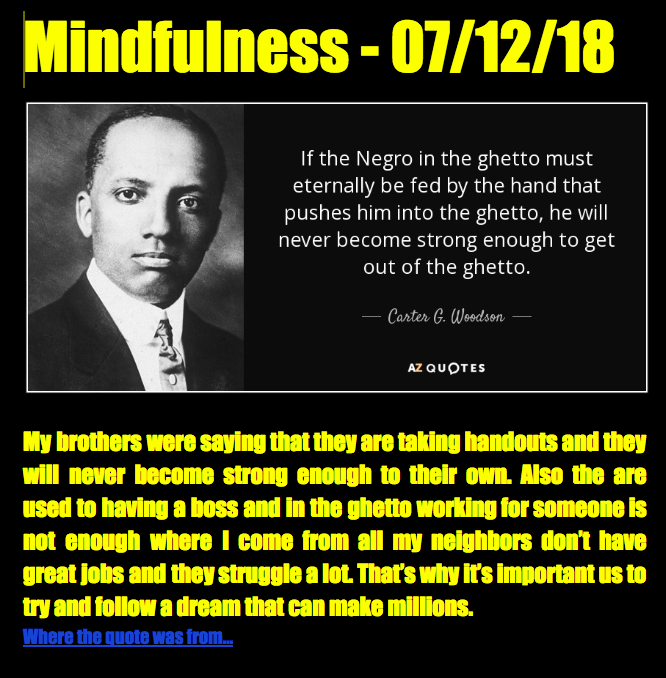 Mindfulness - 07/12/18
If the Negro in the ghetto must
eternally be fed by the hand that
pushes him into the ghetto, he will
never become strong enough to get
out of the ghetto.
Carter G. Woodson
AZ QUOTES
My brothers were saying that they are taking handouts and they
will never become strong enough to their own. Also the are
used to having a boss and in the ghetto working for someone is
not enough where I come from all my neighbors don't have
great jobs and they struggle a lot. That's why it's important us to
try and follow a dream that can make millions.
Where the quote was from...